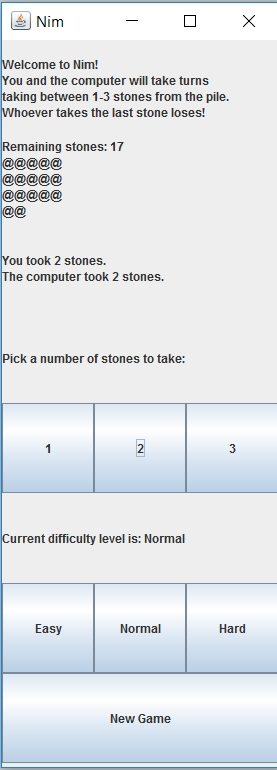 Nim
Welcome to Nim!
You and the computer will take turns
taking between 1-3 stones from the pile.
Whoever takes the last stone loses!
Remaining stones: 17
@@@@@
@@@@@
@@@@@
@@
You took 2 stones.
The computer took 2 stones.
Pick a number of stones to take:
1 2 3
Current difficulty level is: Normal
Easy Normal Hard
New Game